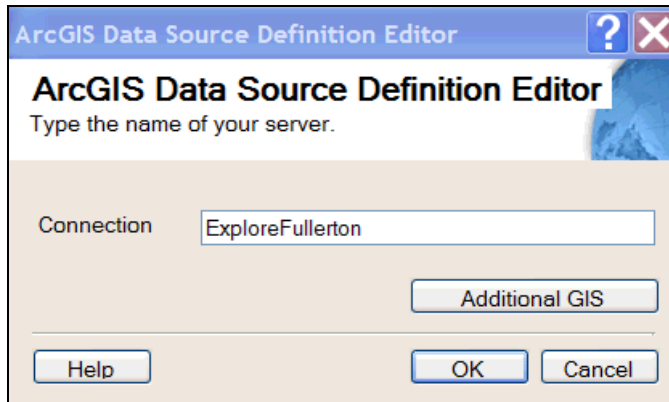 ArcGIS Data Source Definition Editor ?
ArcGIS Data Source Definition Editor
Type the name of your server.
Connection ExploreFullerton
Additional GIS
Help OK Cancel